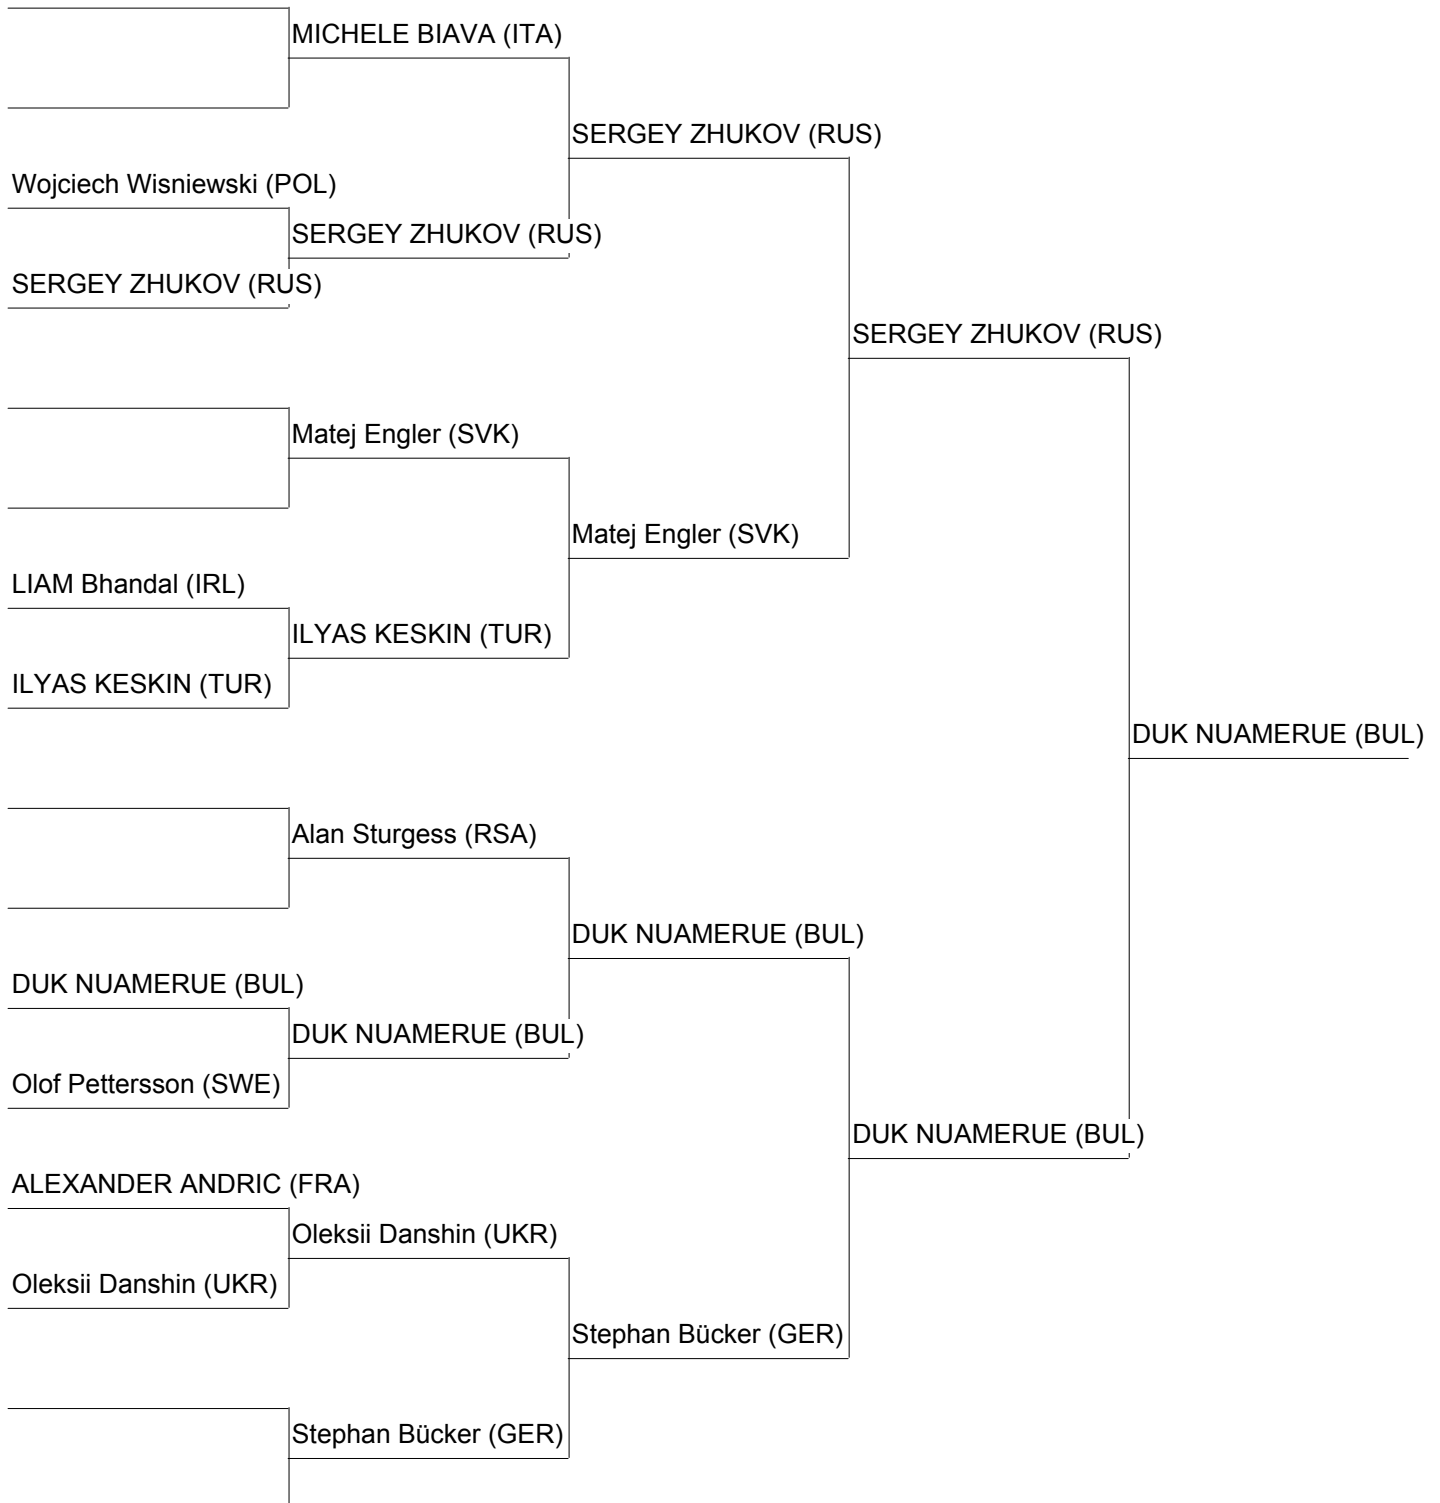 MICHELE BIAVA (ITA)
SERGEY ZHUKOV (RUS)
Wojciech Wisniewski (POL)
SERGEY ZHUKOV (RUS)
SERGEY ZHUKOV (RUS)
SERGEY ZHUKOV (RUS)
Matej Engler (SVK)
Matej Engler (SVK)
LIAM Bhandal (IRL)
ILYAS KESKIN (TUR)
ILYAS KESKIN (TUR)
DUK NUAMERUE (BUL)
Alan Sturgess (RSA)
DUK NUAMERUE (BUL)
DUK NUAMERUE (BUL)
DUK NUAMERUE (BUL)
Olof Pettersson (SWE)
DUK NUAMERUE (BUL)
ALEXANDER ANDRIC (FRA)
Oleksii Danshin (UKR)
Oleksii Danshin (UKR)
Stephan Bücker (GER)
Stephan Bücker (GER)